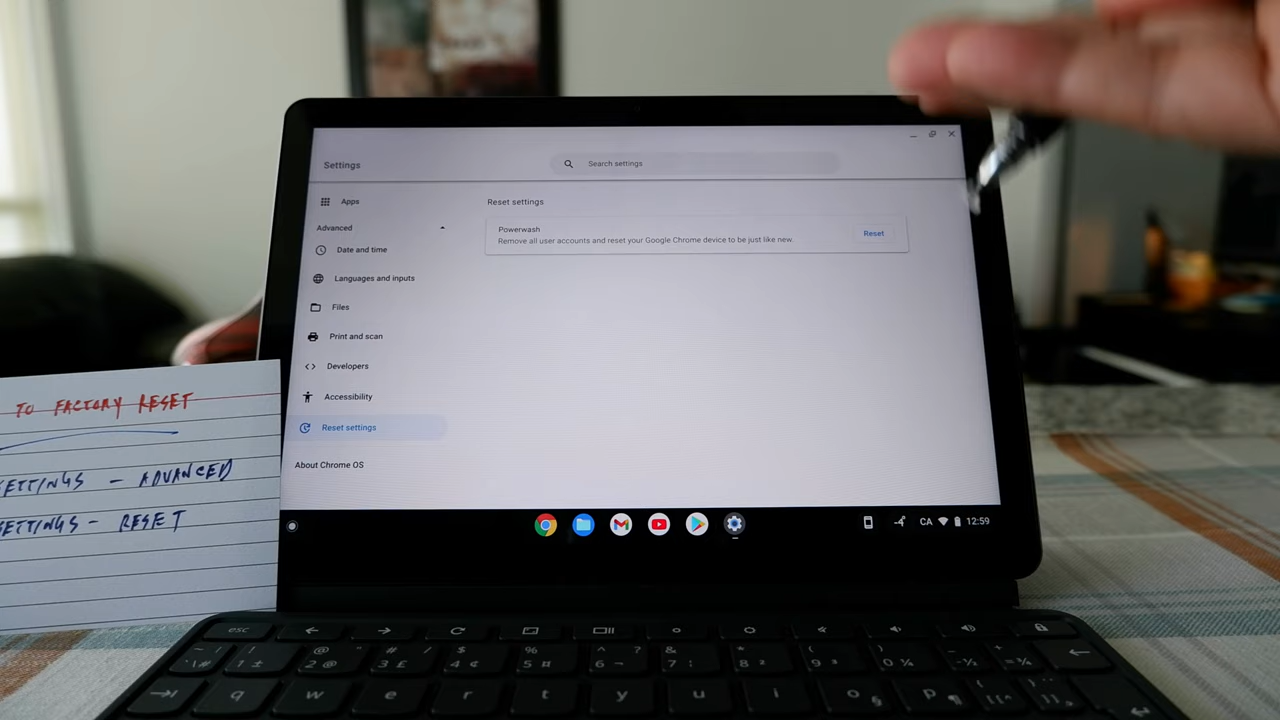 Settings
Search settings
Apps
Advanced
Date and time
Languages and inputs
Files
Print and scan
Developers
Accessibility
Reset settings
About Chrome OS
Reset settings
Powerwash
Remove all user accounts and reset your Google Chrome device to be just like new.
Reset
CA 12:59
TO FACTORY RESET
ETTINGS - ADVANCED
ETTINGS - RESET
esc
q w e r t y u i o p